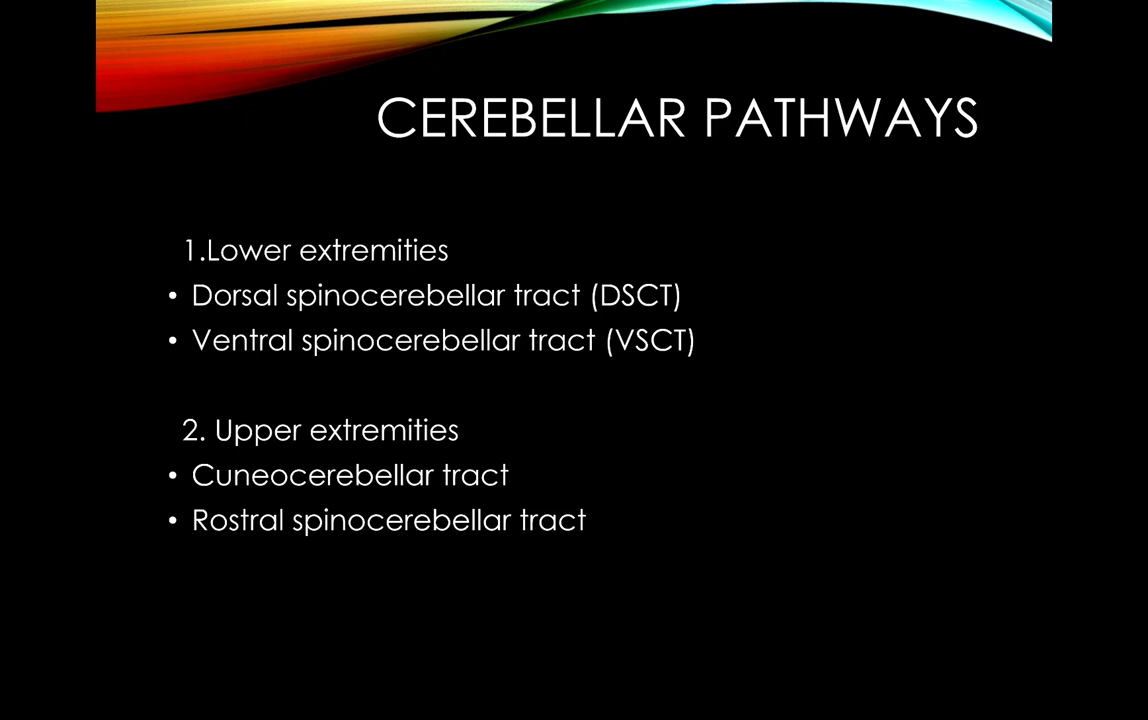 CEREBELLAR PATHWAYS
1.Lower extremities
• Dorsal spinocerebellar tract (DSCT)
• Ventral spinocerebellar tract (VSCT)
2. Upper extremities
• Cuneocerebellar tract
• Rostral spinocerebellar tract